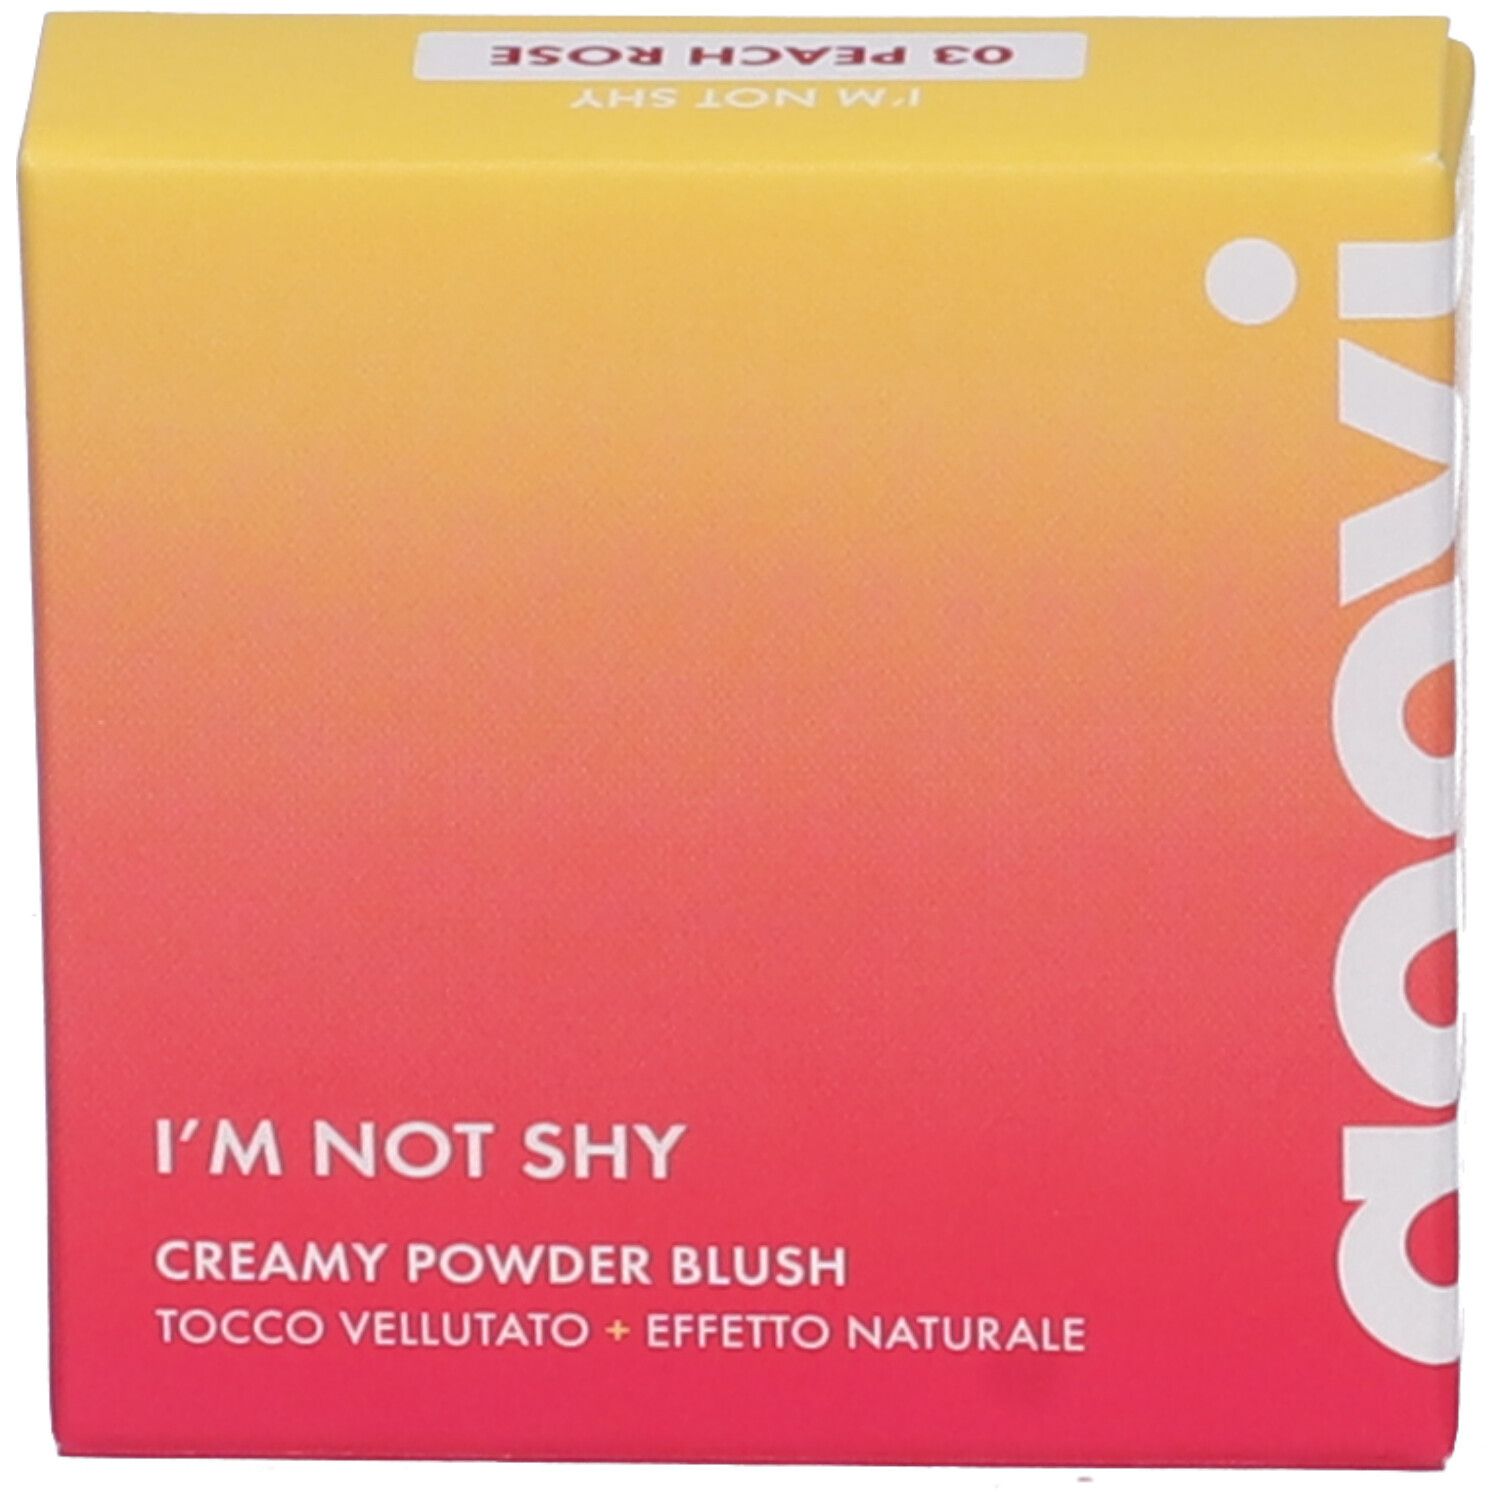 03 PEACH ROSE
I'M NOT SHY
goovi
I'M NOT SHY
CREAMY POWDER BLUSH
TOCCO VELLUTATO + EFFETTO NATURALE